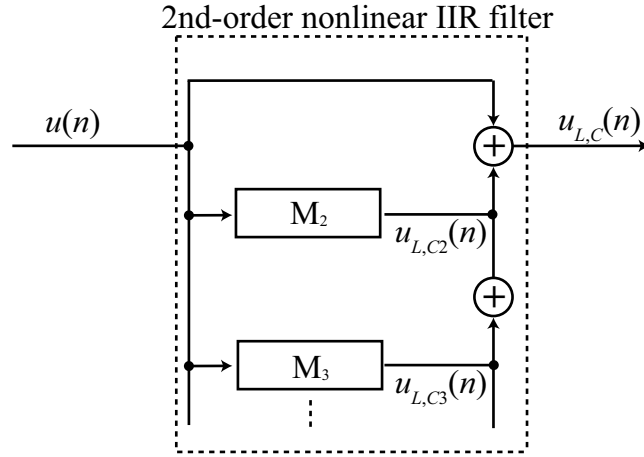 2nd-order nonlinear IIR filter
u(n)
u_{L,C}(n)
+
M₂
u_{L,C2}(n)
+
M₃
u_{L,C3}(n)